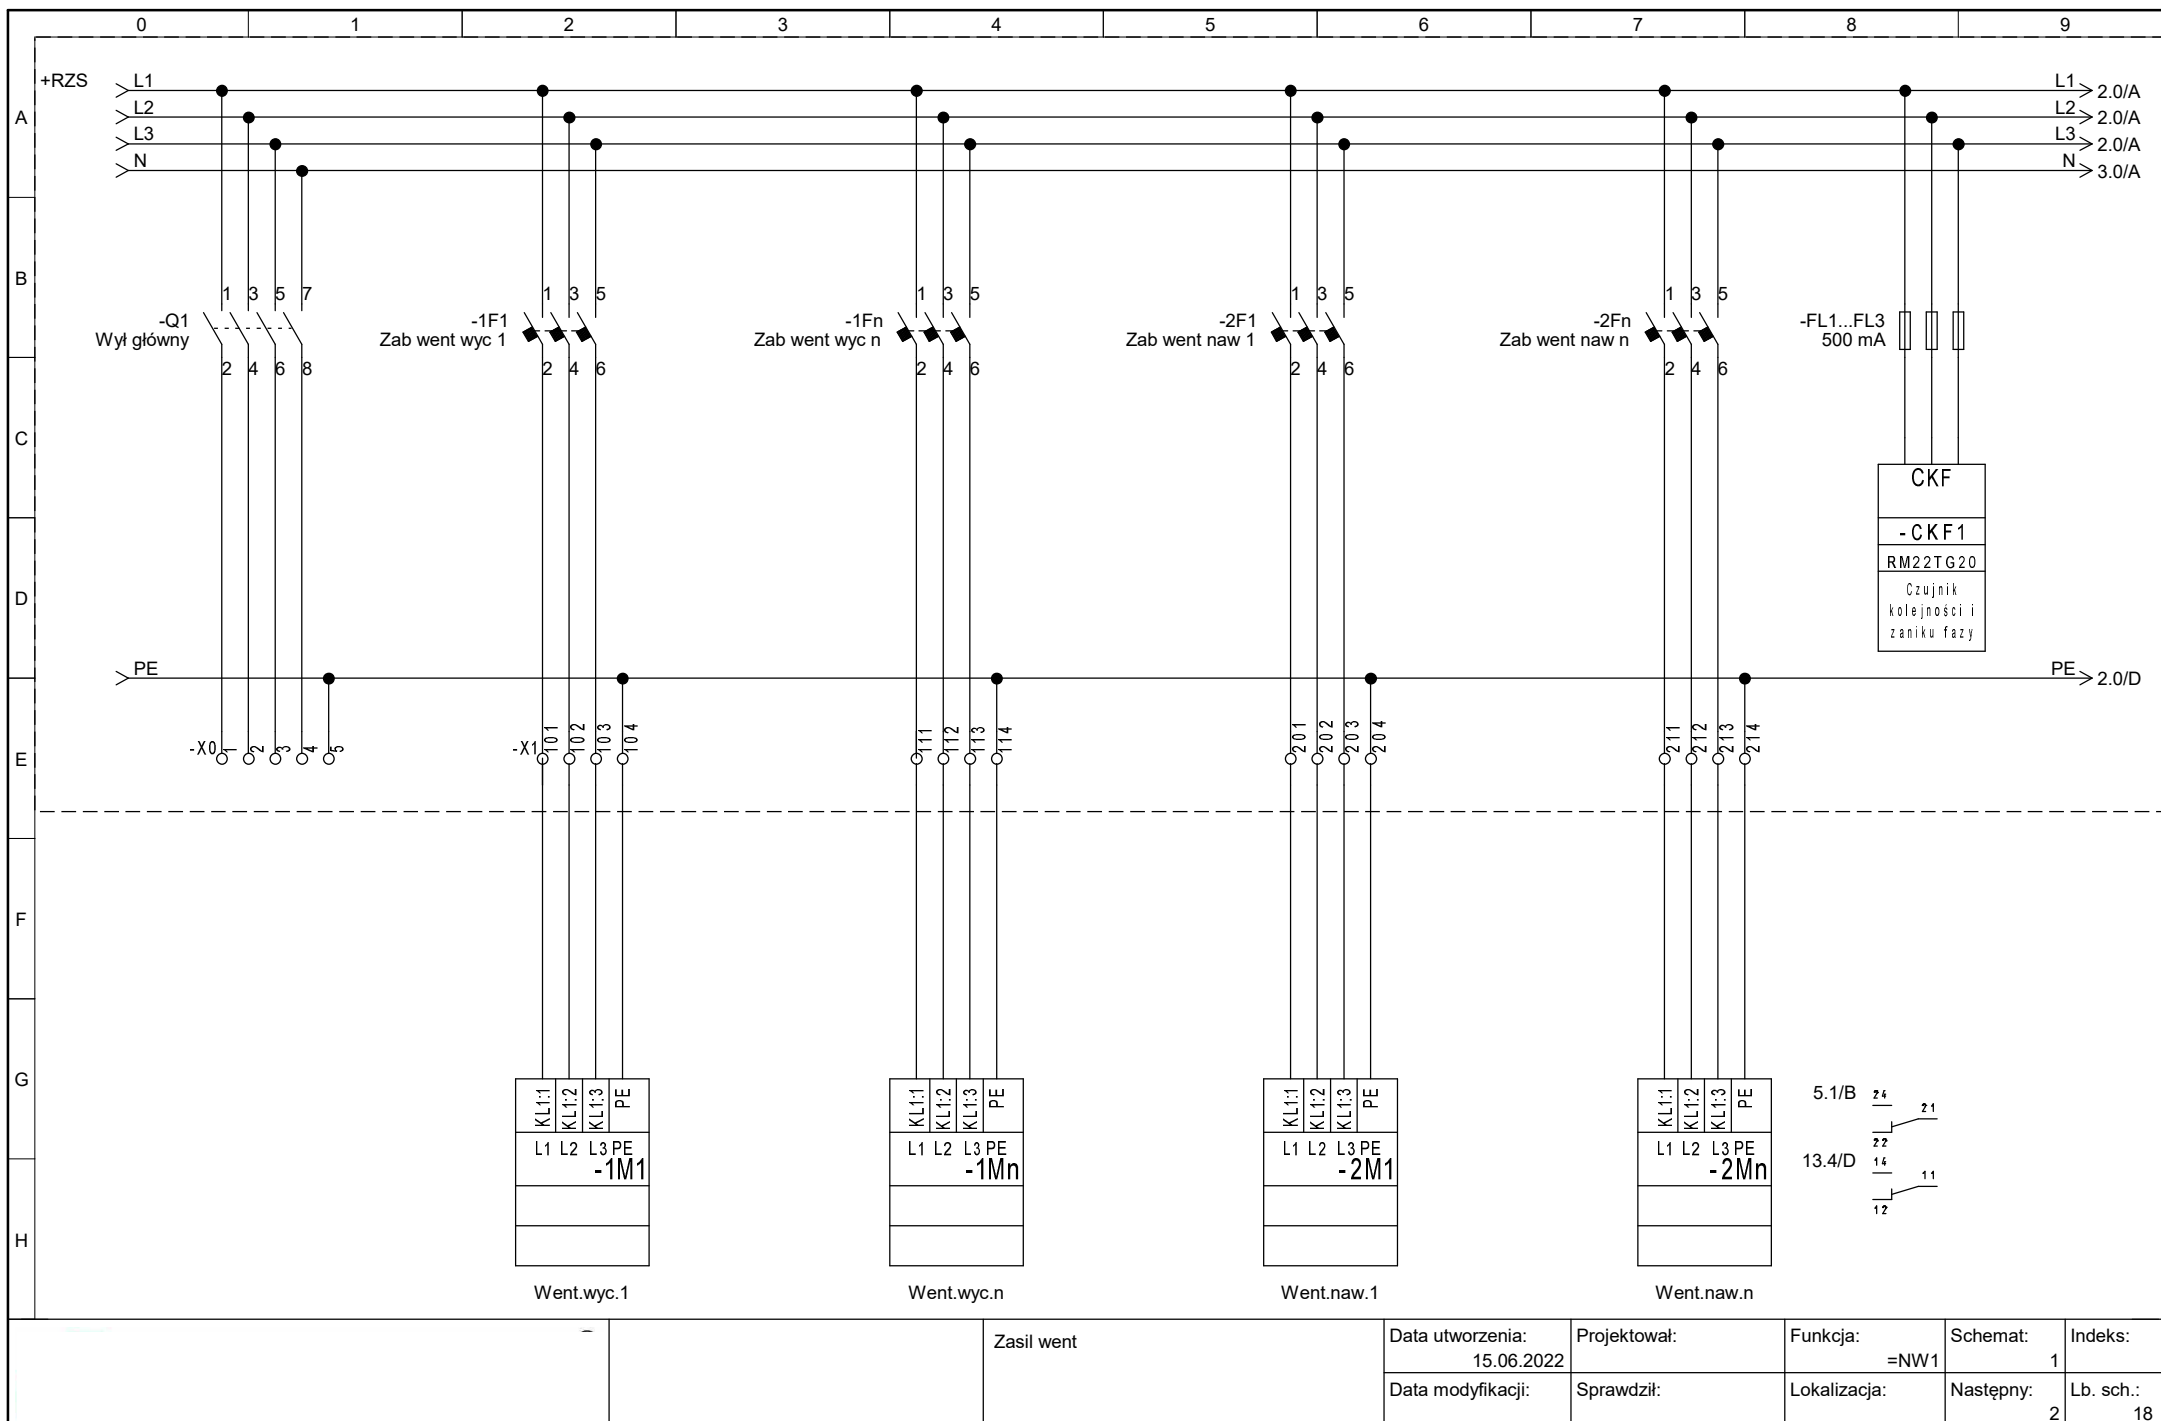 0 1 2 3 4 5 6 7 8 9
+RZS
L1 L1 2.0/A
A L2 L2 2.0/A
L3 L3 2.0/A
N N 3.0/A
B
1 3 5 7 1 3 5 1 3 5 1 3 5 1 3 5
-Q1 -1F1 -1Fn -2F1 -2Fn -FL1...FL3
Wył główny Zab went wyc 1 Zab went wyc n Zab went naw 1 Zab went naw n 500 mA
2 4 6 8 2 4 6 2 4 6 2 4 6 2 4 6
C
CKF
-CKF1
RM22TG20
D
Czujnik
kolejności i
zaniku fazy
PE PE 2.0/D
E
-X0 1 2 3 4 5 -X1 101 102 103 104 111 112 113 114 201 202 203 204 211 212 213 214
F
G
KL1:1 KL1:2 KL1:3 PE KL1:1 KL1:2 KL1:3 PE KL1:1 KL1:2 KL1:3 PE KL1:1 KL1:2 KL1:3 PE
L1 L2 L3 PE L1 L2 L3 PE L1 L2 L3 PE L1 L2 L3 PE
-1M1 -1Mn -2M1 -2Mn
5.1/B 24 21
22
13.4/D 14 11
12
H
Went.wyc.1 Went.wyc.n Went.naw.1 Went.naw.n
Zasil went
Data utworzenia: Projektował: Funkcja: Schemat: Indeks:
15.06.2022 =NW1 1
Data modyfikacji: Sprawdził: Lokalizacja: Następny: Lb. sch.:
2 18